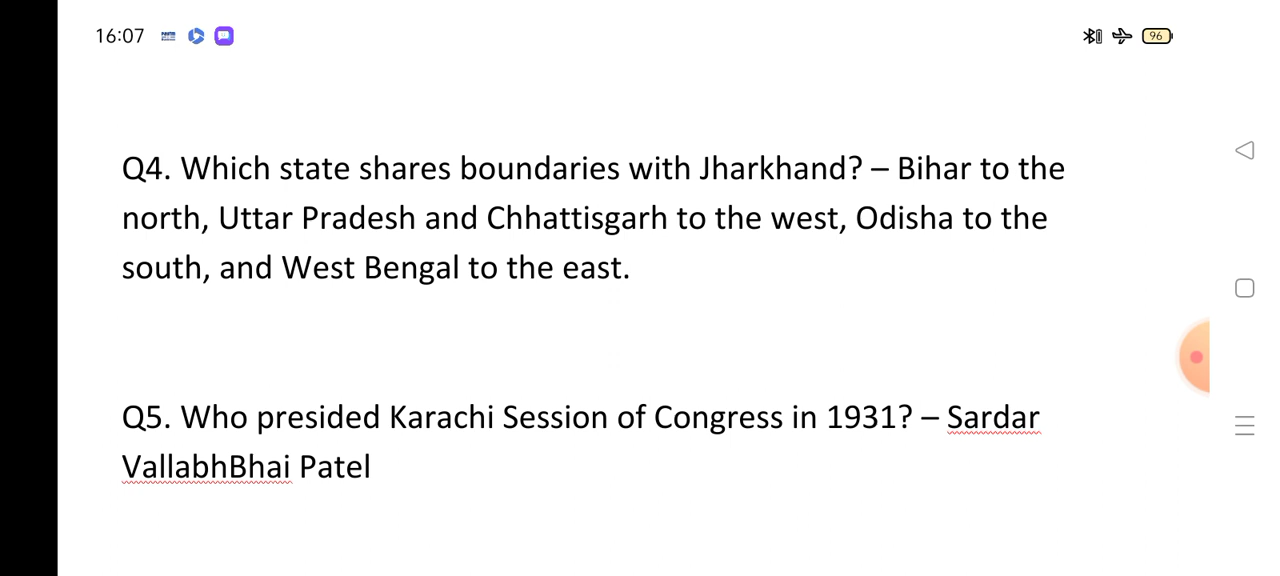 16:07
96
Q4. Which state shares boundaries with Jharkhand? – Bihar to the
north, Uttar Pradesh and Chhattisgarh to the west, Odisha to the
south, and West Bengal to the east.
Q5. Who presided Karachi Session of Congress in 1931? – Sardar
VallabhBhai Patel